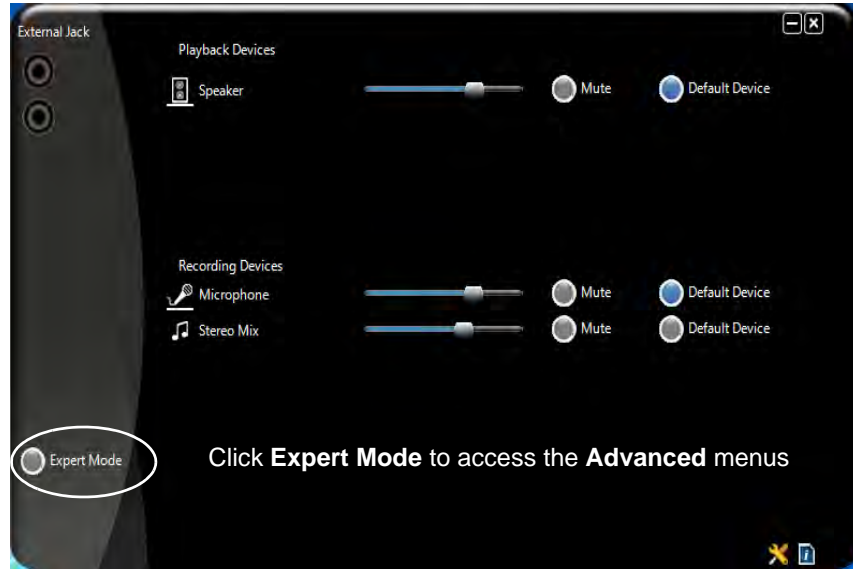 External Jack
Playback Devices
Speaker Mute Default Device
Recording Devices
Microphone Mute Default Device
Stereo Mix Mute Default Device
Expert Mode
Click Expert Mode to access the Advanced menus